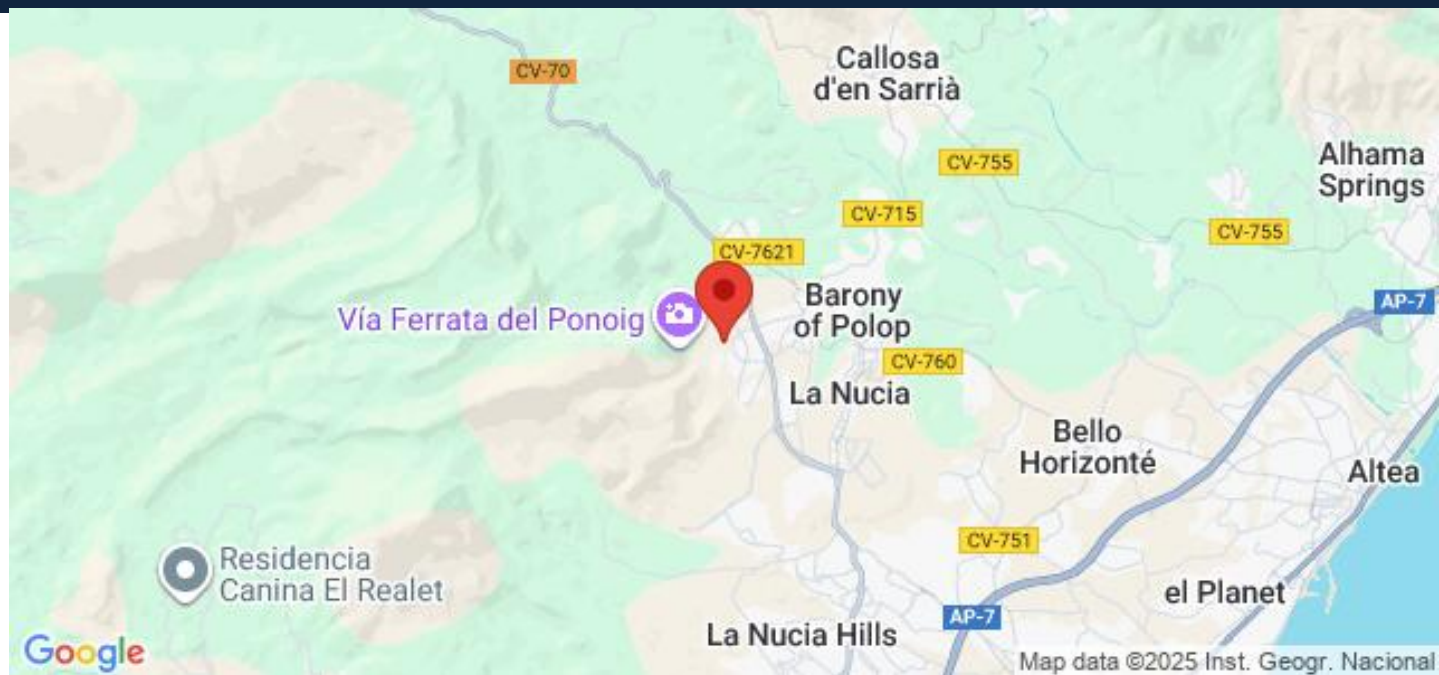 Callosa
d'en Sarrià
CV-70
CV-755
Alhama
Springs
CV-715
CV-755
CV-7621
Barony
of Polop
AP-7
Vía Ferrata del Ponoig
CV-760
La Nucia
Bello
Horizonté
Altea
CV-751
Residencia
Canina El Realet
el Planet
AP-7
La Nucia Hills
Google
Map data ©2025 Inst. Geogr. Nacional